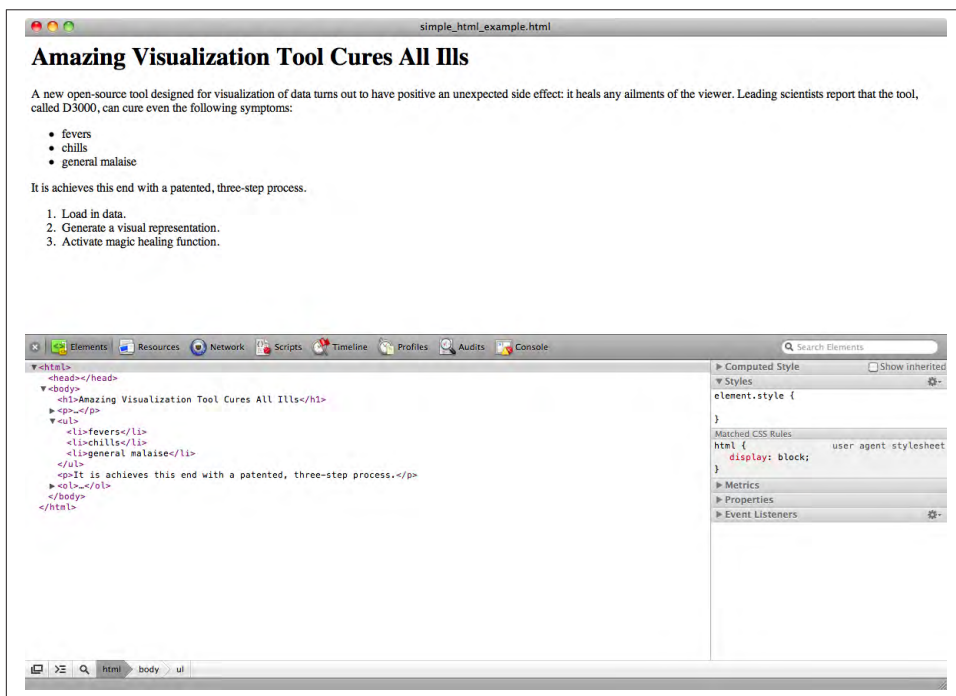 simple_html_example.html
Amazing Visualization Tool Cures All Ills
A new open-source tool designed for visualization of data turns out to have positive an unexpected side effect: it heals any ailments of the viewer. Leading scientists report that the tool,
called D3000, can cure even the following symptoms:
• fevers
• chills
• general malaise
It is achieves this end with a patented, three-step process.
1. Load in data.
2. Generate a visual representation.
3. Activate magic healing function.
Elements Resources Network Scripts Timeline Profiles Audits Console Search Elements
▼<html>
<head></head>
▼<body>
<h1>Amazing Visualization Tool Cures All Ills</h1>
▶<p>…</p>
▼<ul>
<li>fevers</li>
<li>chills</li>
<li>general malaise</li>
</ul>
<p>It is achieves this end with a patented, three-step process.</p>
▶<ol>…</ol>
</body>
</html>
▶ Computed Style Show inherited
▼ Styles
element.style {
}
Matched CSS Rules
html { user agent stylesheet
display: block;
}
▶ Metrics
▶ Properties
▶ Event Listeners
html body ul